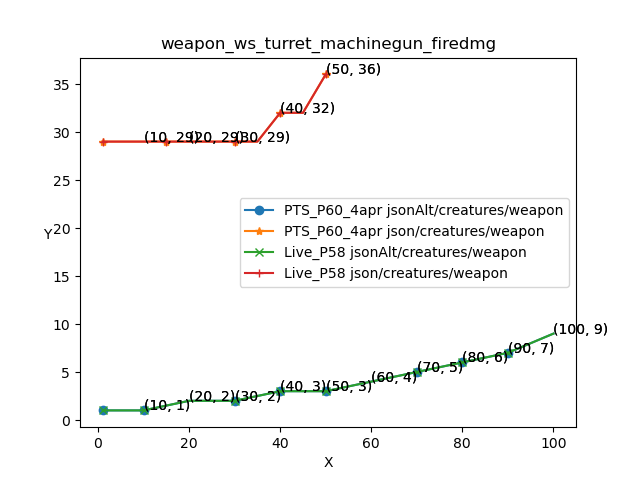 weapon_ws_turret_machinegun_firedmg
35
30
25
20
15
10
5
0
Y
(50, 36)
(40, 32)
(10, 29)
(20, 29)
(30, 29)
PTS_P60_4apr jsonAlt/creatures/weapon
PTS_P60_4apr json/creatures/weapon
Live_P58 jsonAlt/creatures/weapon
Live_P58 json/creatures/weapon
(100, 9)
(90, 7)
(80, 6)
(70, 5)
(60, 4)
(50, 3)
(40, 3)
(30, 2)
(20, 2)
(10, 1)
0 20 40 60 80 100
X